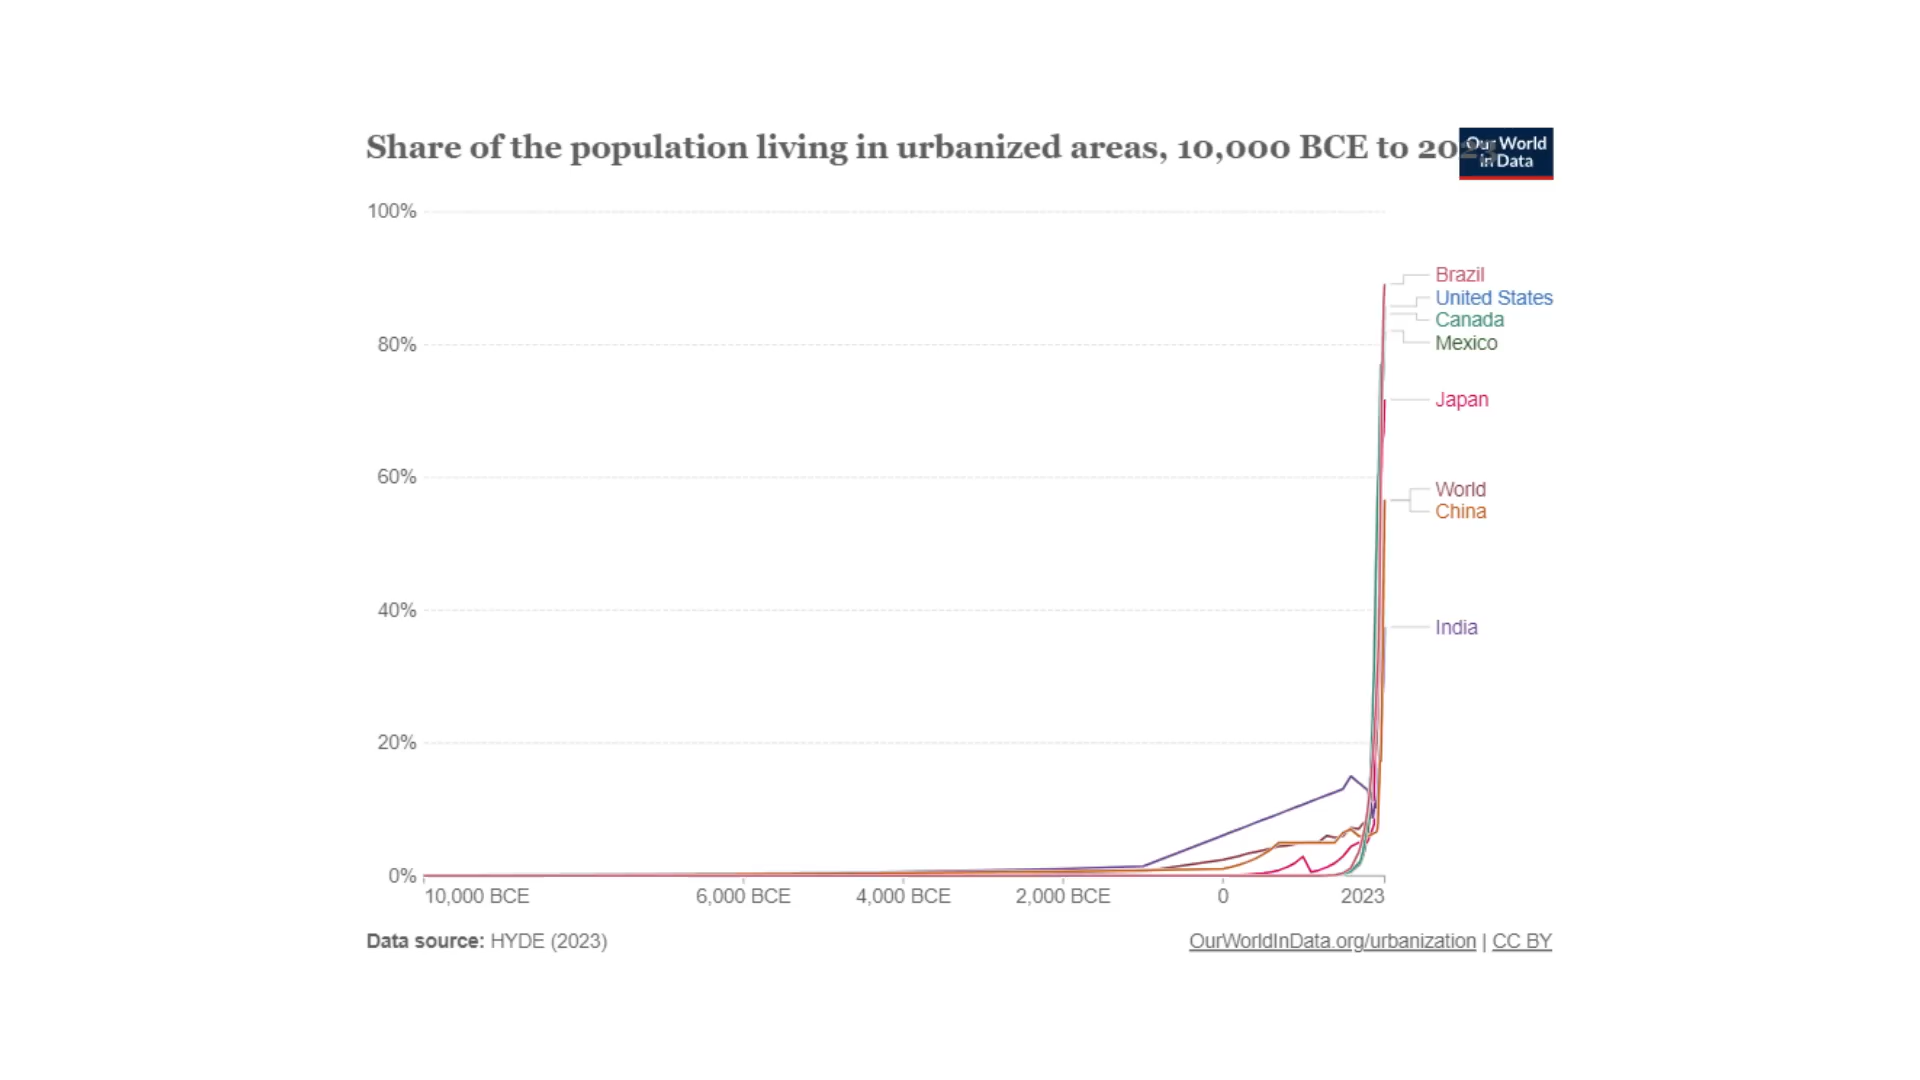 Share of the population living in urbanized areas, 10,000 BCE to 2023
Our World
in Data
100%
Brazil
United States
Canada
80%
Mexico
Japan
60%
World
China
40%
India
20%
0%
10,000 BCE 6,000 BCE 4,000 BCE 2,000 BCE 0 2023
Data source: HYDE (2023) OurWorldInData.org/urbanization | CC BY